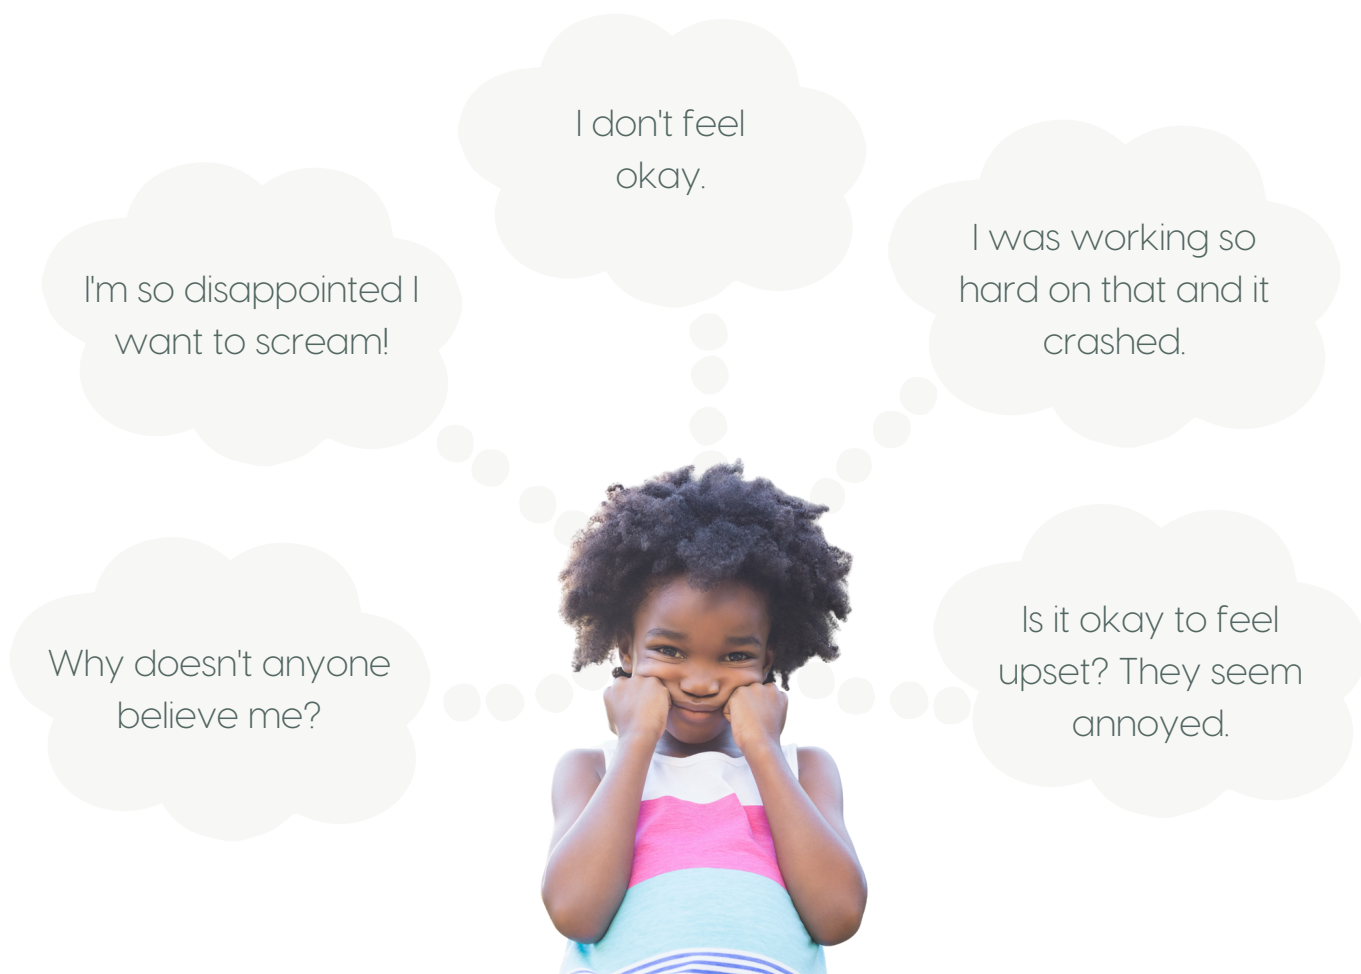 I don't feel
okay.
I'm so disappointed I
want to scream!
I was working so
hard on that and it
crashed.
Why doesn't anyone
believe me?
Is it okay to feel
upset? They seem
annoyed.